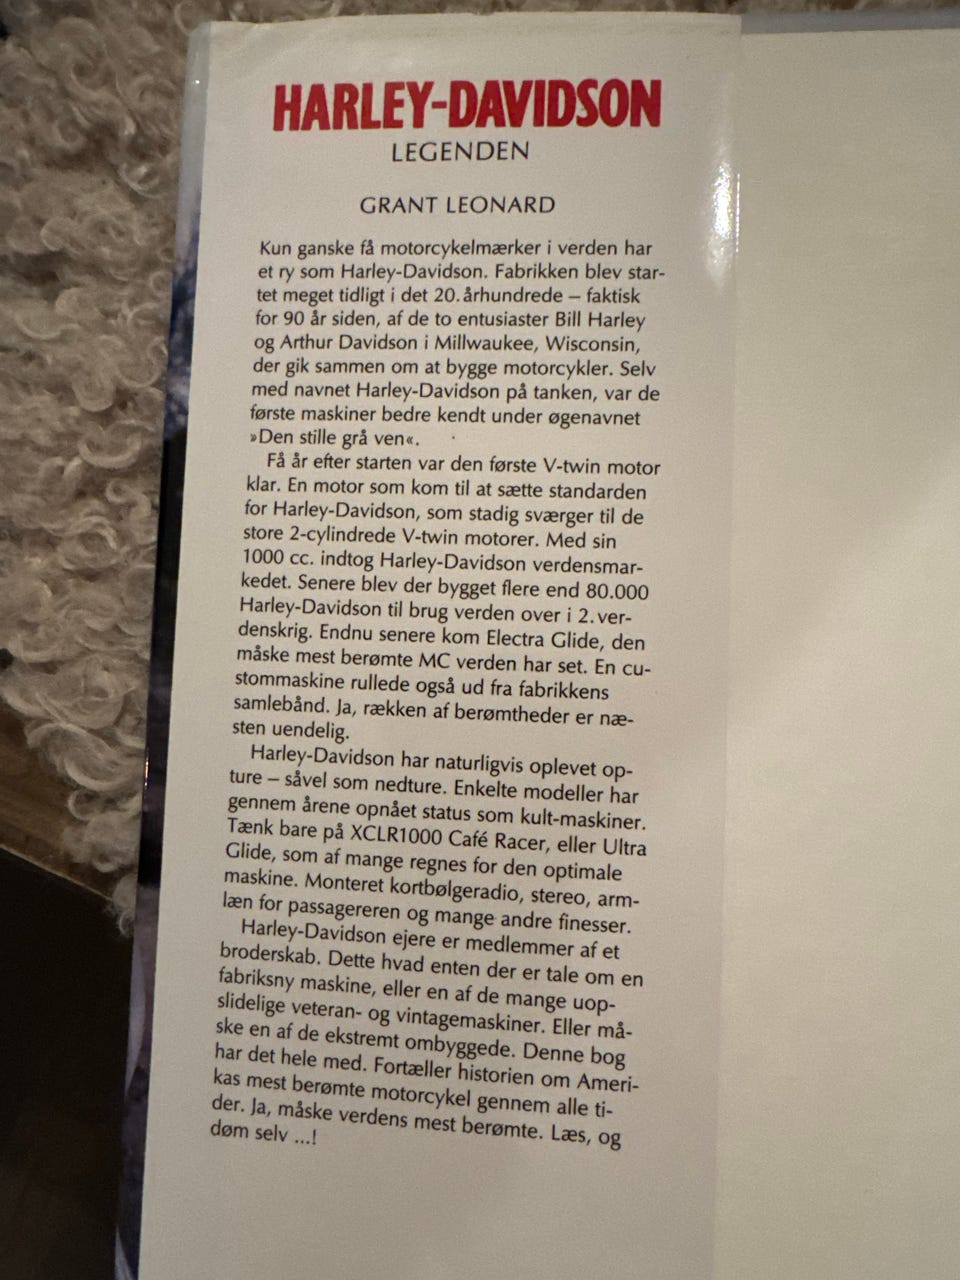 HARLEY-DAVIDSON
LEGENDEN
GRANT LEONARD
Kun ganske få motorcykelmærker i verden har
et ry som Harley-Davidson. Fabrikken blev star-
tet meget tidligt i det 20. århundrede – faktisk
for 90 år siden, af de to entusiaster Bill Harley
og Arthur Davidson i Millwaukee, Wisconsin,
der gik sammen om at bygge motorcykler. Selv
med navnet Harley-Davidson på tanken, var de
første maskiner bedre kendt under øgenavnet
»Den stille grå ven«.
Få år efter starten var den første V-twin motor
klar. En motor som kom til at sætte standarden
for Harley-Davidson, som stadig sværger til de
store 2-cylindrede V-twin motorer. Med sin
1000 cc. indtog Harley-Davidson verdensmar-
kedet. Senere blev der bygget flere end 80.000
Harley-Davidson til brug verden over i 2. ver-
denskrig. Endnu senere kom Electra Glide, den
måske mest berømte MC verden har set. En cu-
stommaskine rullede også ud fra fabrikkens
samlebånd. Ja, rækken af berømtheder er næ-
sten uendelig.
Harley-Davidson har naturligvis oplevet op-
ture – såvel som nedture. Enkelte modeller har
gennem årene opnået status som kult-maskiner.
Tænk bare på XCLR1000 Café Racer, eller Ultra
Glide, som af mange regnes for den optimale
maskine. Monteret kortbølgeradio, stereo, arm-
læn for passagereren og mange andre finesser.
Harley-Davidson ejere er medlemmer af et
broderskab. Dette hvad enten der er tale om en
fabriksny maskine, eller en af de mange uop-
slidelige veteran- og vintagemaskiner. Eller må-
ske en af de ekstremt ombyggede. Denne bog
har det hele med. Fortæller historien om Ameri-
kas mest berømte motorcykel gennem alle ti-
der. Ja, måske verdens mest berømte. Læs, og
døm selv ...!